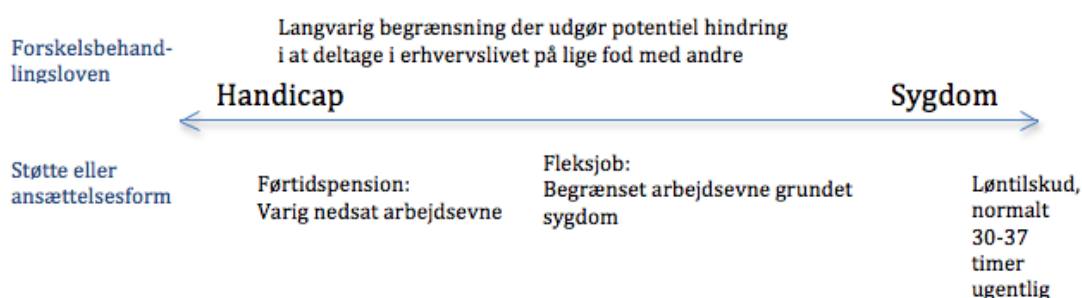 Forskelsbehand-
lingsloven
Langvarig begrænsning der udgør potentiel hindring
i at deltage i erhvervslivet på lige fod med andre
Handicap
Sygdom
Støtte eller
ansættelsesform
Førtidspension:
Varig nedsat arbejdsevne
Fleksjob:
Begrænset arbejdsevne grundet
sygdom
Løntilskud,
normalt
30-37
timer
ugentlig